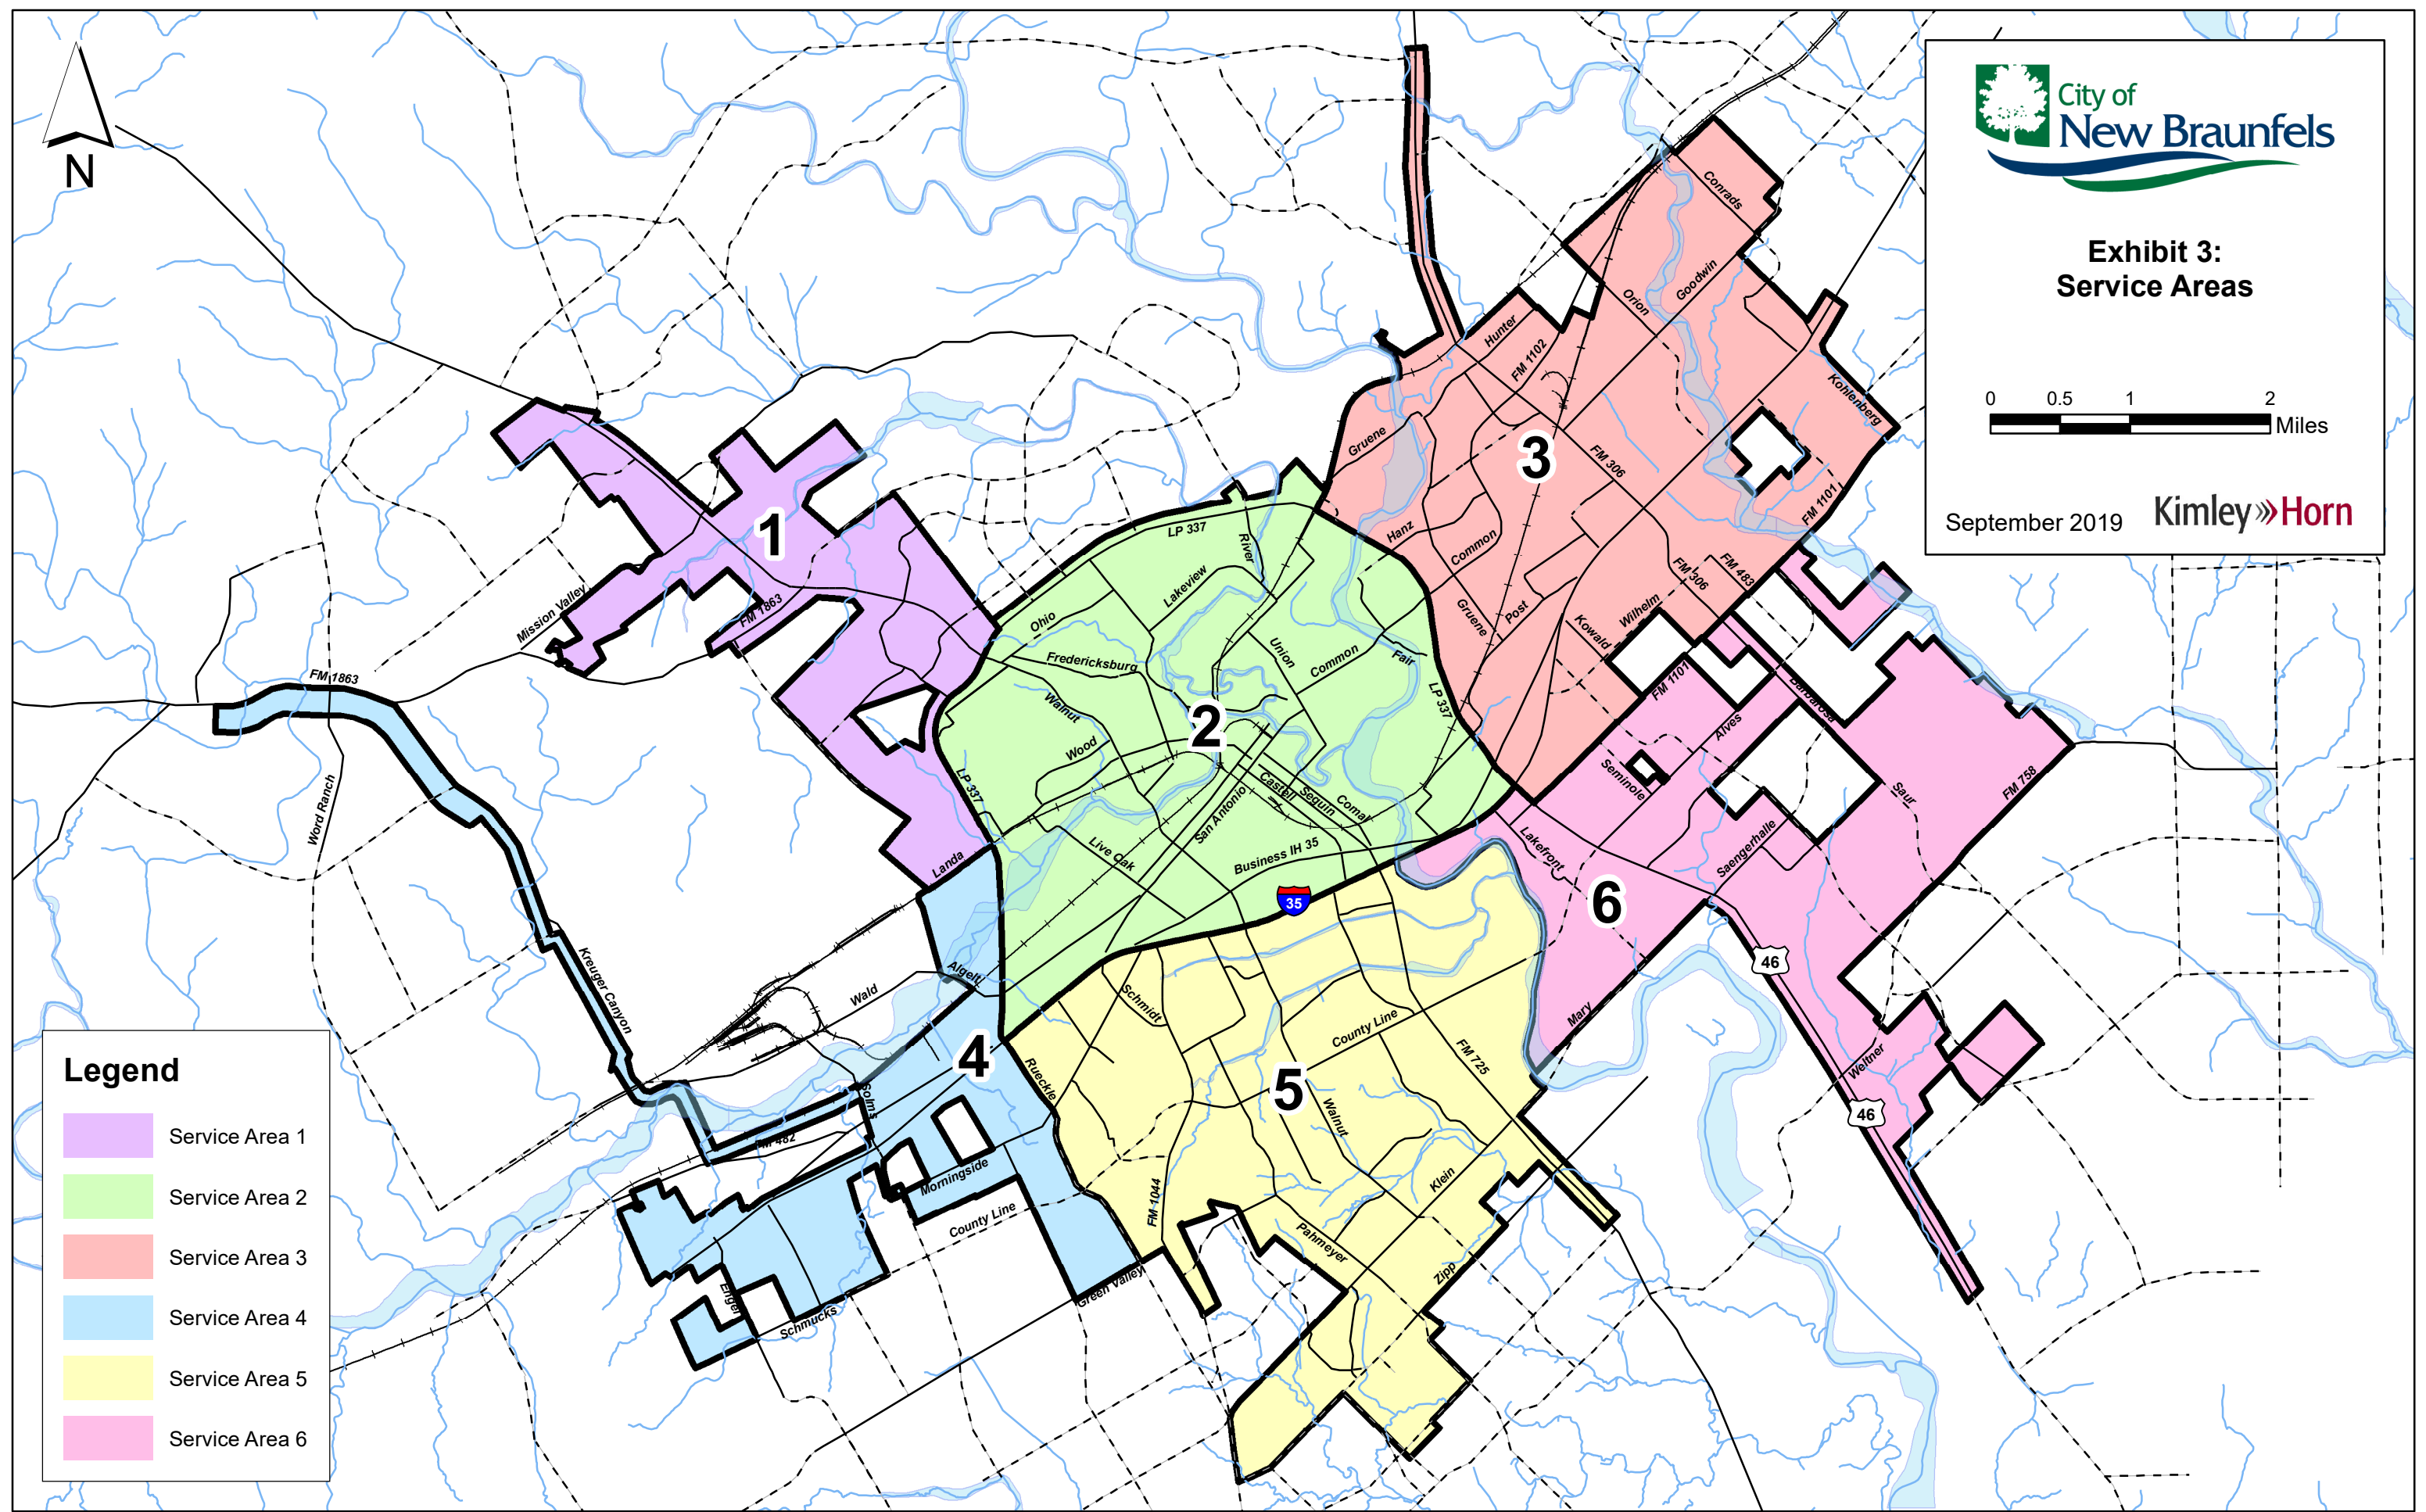 N
City of
New Braunfels
Exhibit 3:
Service Areas
0 0.5 1 2
Miles
September 2019
Kimley Horn
Conrads
Goodwin
Orion
Hunter
FM 1102
Kohlenberg
Gruene
3
FM 306
FM 1101
1
LP 337
River
Hanz
Common
FM 306
FM 483
Lakeview
Mission Valley
FM 1863
Ohio
Gruene
Post
Wilhelm
Kowald
Union
Common
Fair
Fredericksburg
FM 1863
FM 1101
Barbarosa
Walnut
LP 337
2
Alves
Wood
Seminole
LP 337
Castell
Seguin
Comal
San Antonio
Saur
FM 758
Word Ranch
Live Oak
Business IH 35
Lakefront
Saengerhalle
Landa
35
6
Kreuger Canyon
Algelt
Wald
Schmidt
County Line
Mary
46
4
Rueckle
FM 725
5
Weltner
Solms
Walnut
46
FM 482
Morningside
Klein
FM 1044
County Line
Pahmeyer
Zipp
Green Valley
Engel
Schmucks
Legend
Service Area 1
Service Area 2
Service Area 3
Service Area 4
Service Area 5
Service Area 6